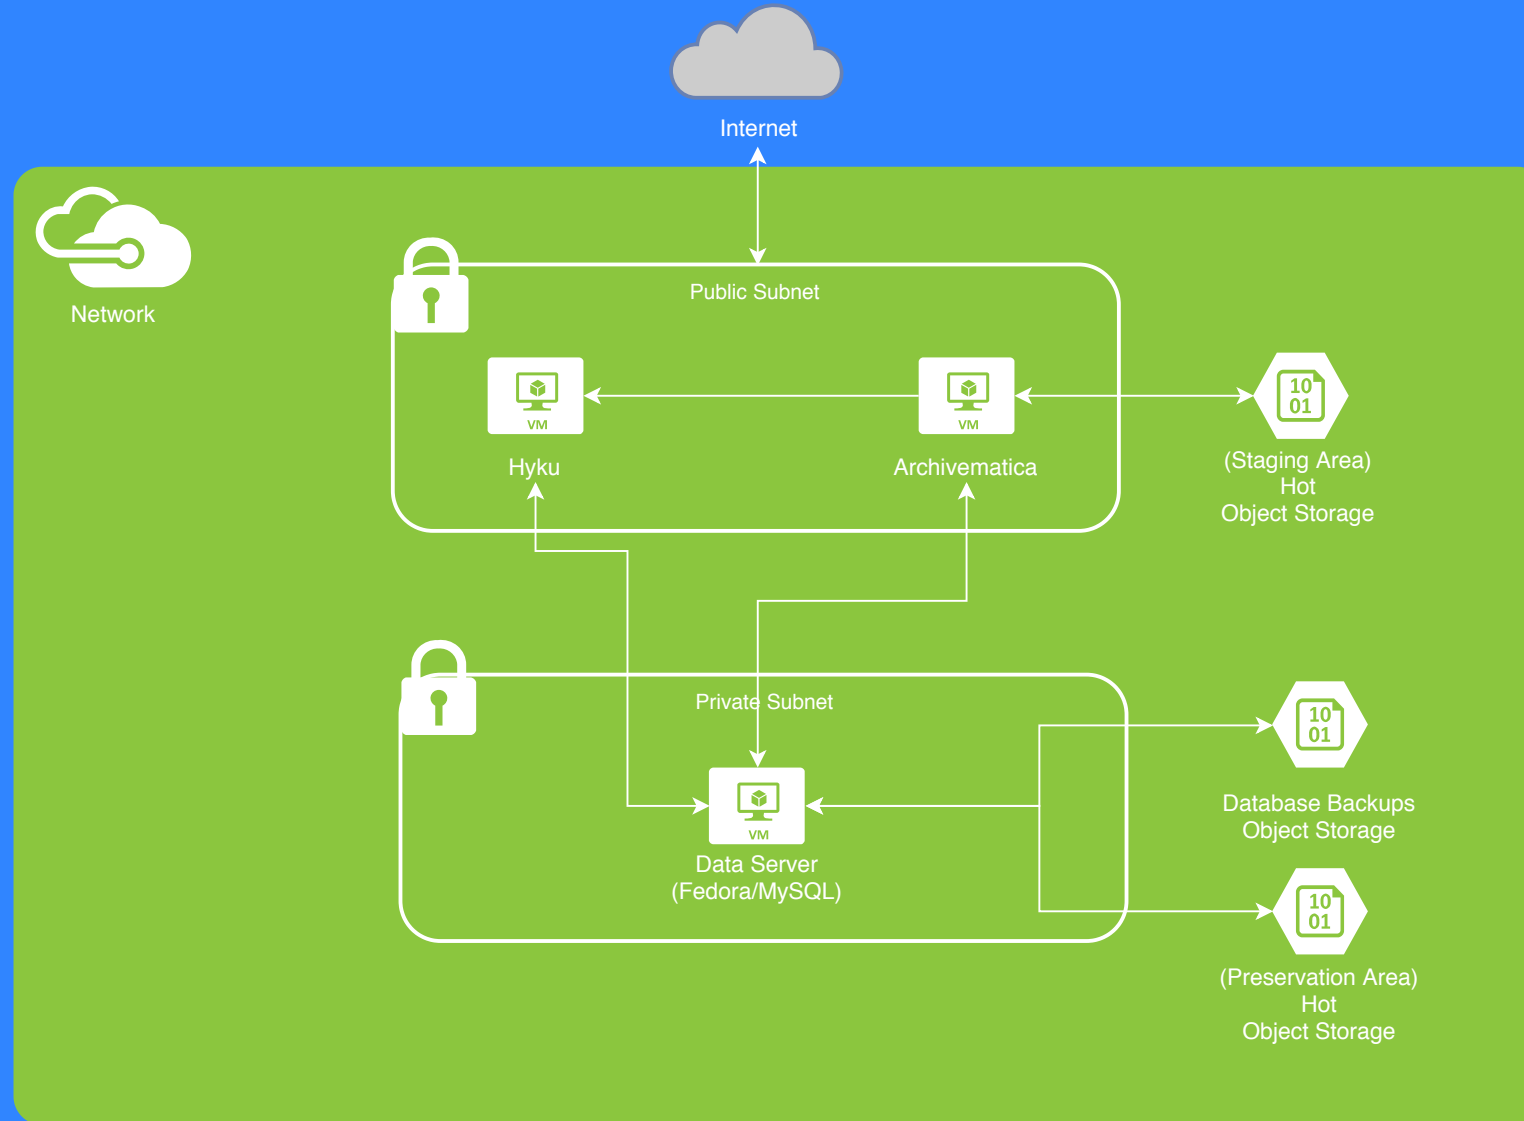 Internet
Network
Public Subnet
VM
Hyku
VM
Archivematica
10
01
(Staging Area)
Hot
Object Storage
Private Subnet
VM
Data Server
(Fedora/MySQL)
10
01
Database Backups
Object Storage
10
01
(Preservation Area)
Hot
Object Storage